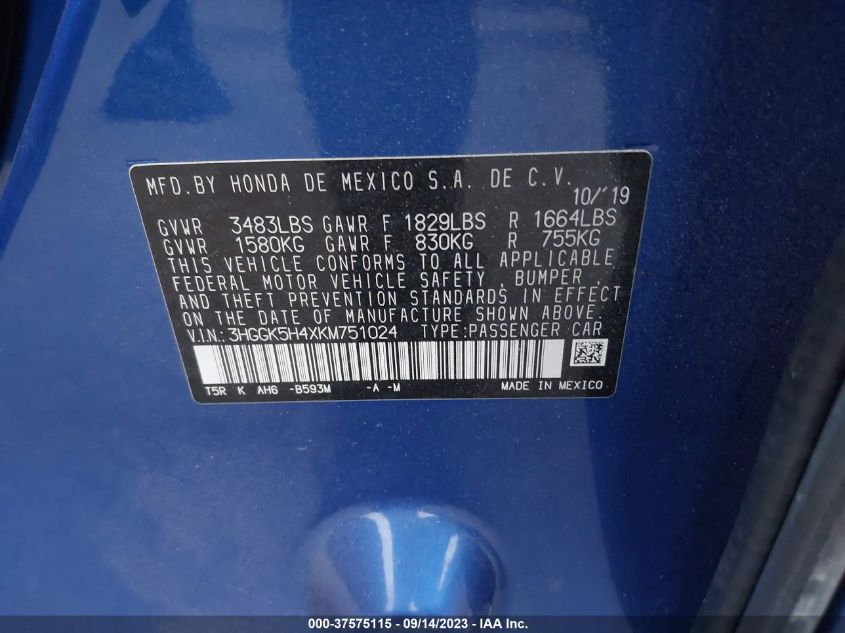 MFD.BY HONDA DE MEXICO S.A. DE C.V.
10/'19
GVWR 3483LBS GAWR F 1829LBS R 1664LBS
GVWR 1580KG GAWR F 830KG R 755KG
THIS VEHICLE CONFORMS TO ALL APPLICABLE
FEDERAL MOTOR VEHICLE SAFETY, BUMPER,
AND THEFT PREVENTION STANDARDS IN EFFECT
ON THE DATE OF MANUFACTURE SHOWN ABOVE.
V.I.N.: 3HGGK5H4XKM751024 TYPE:PASSENGER CAR
T5R K AH6 -B593M -A -M MADE IN MEXICO
000-37575115 - 09/14/2023 - IAA Inc.